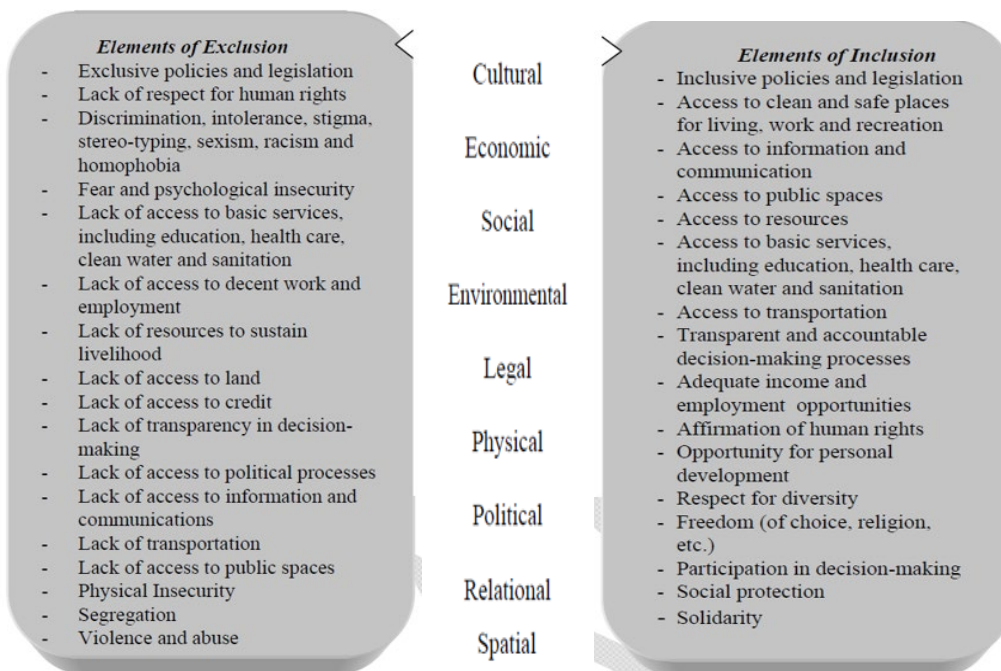 Elements of Exclusion
- Exclusive policies and legislation
- Lack of respect for human rights
- Discrimination, intolerance, stigma,
stereo-typing, sexism, racism and
homophobia
- Fear and psychological insecurity
- Lack of access to basic services,
including education, health care,
clean water and sanitation
- Lack of access to decent work and
employment
- Lack of resources to sustain
livelihood
- Lack of access to land
- Lack of access to credit
- Lack of transparency in decision-
making
- Lack of access to political processes
- Lack of access to information and
communications
- Lack of transportation
- Lack of access to public spaces
- Physical Insecurity
- Segregation
- Violence and abuse
Cultural
Economic
Social
Environmental
Legal
Physical
Political
Relational
Spatial
Elements of Inclusion
- Inclusive policies and legislation
- Access to clean and safe places
for living, work and recreation
- Access to information and
communication
- Access to public spaces
- Access to resources
- Access to basic services,
including education, health care,
clean water and sanitation
- Access to transportation
- Transparent and accountable
decision-making processes
- Adequate income and
employment opportunities
- Affirmation of human rights
- Opportunity for personal
development
- Respect for diversity
- Freedom (of choice, religion,
etc.)
- Participation in decision-making
- Social protection
- Solidarity